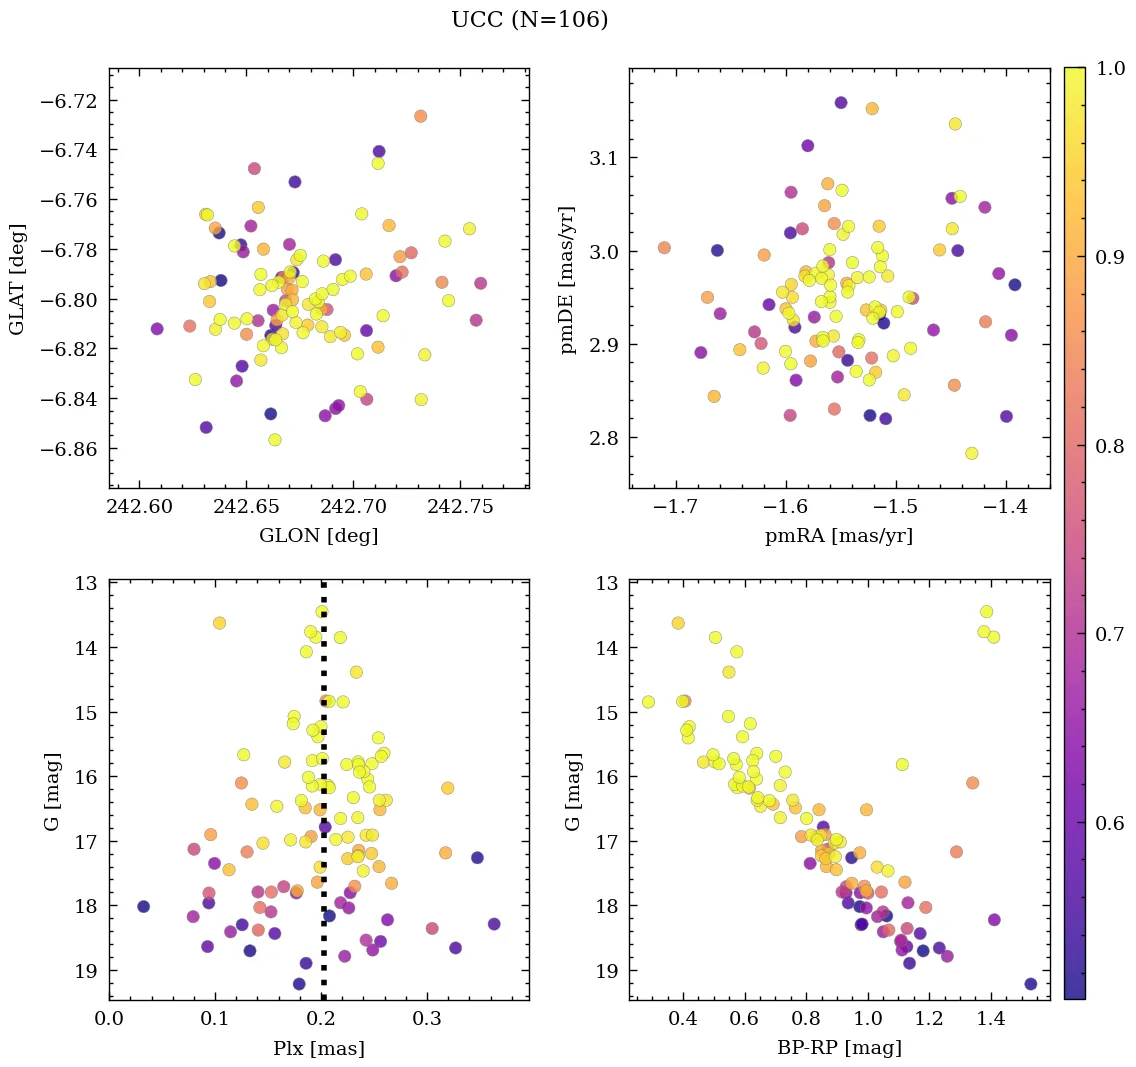 UCC (N=106)
−6.72
−6.74
−6.76
−6.78
−6.80
−6.82
−6.84
−6.86
GLAT [deg]
242.60 242.65 242.70 242.75
GLON [deg]
3.1
3.0
2.9
2.8
pmDE [mas/yr]
−1.7 −1.6 −1.5 −1.4
pmRA [mas/yr]
1.0
0.9
0.8
0.7
0.6
13
14
15
16
17
18
19
G [mag]
0.0 0.1 0.2 0.3
Plx [mas]
13
14
15
16
17
18
19
G [mag]
0.4 0.6 0.8 1.0 1.2 1.4
BP-RP [mag]